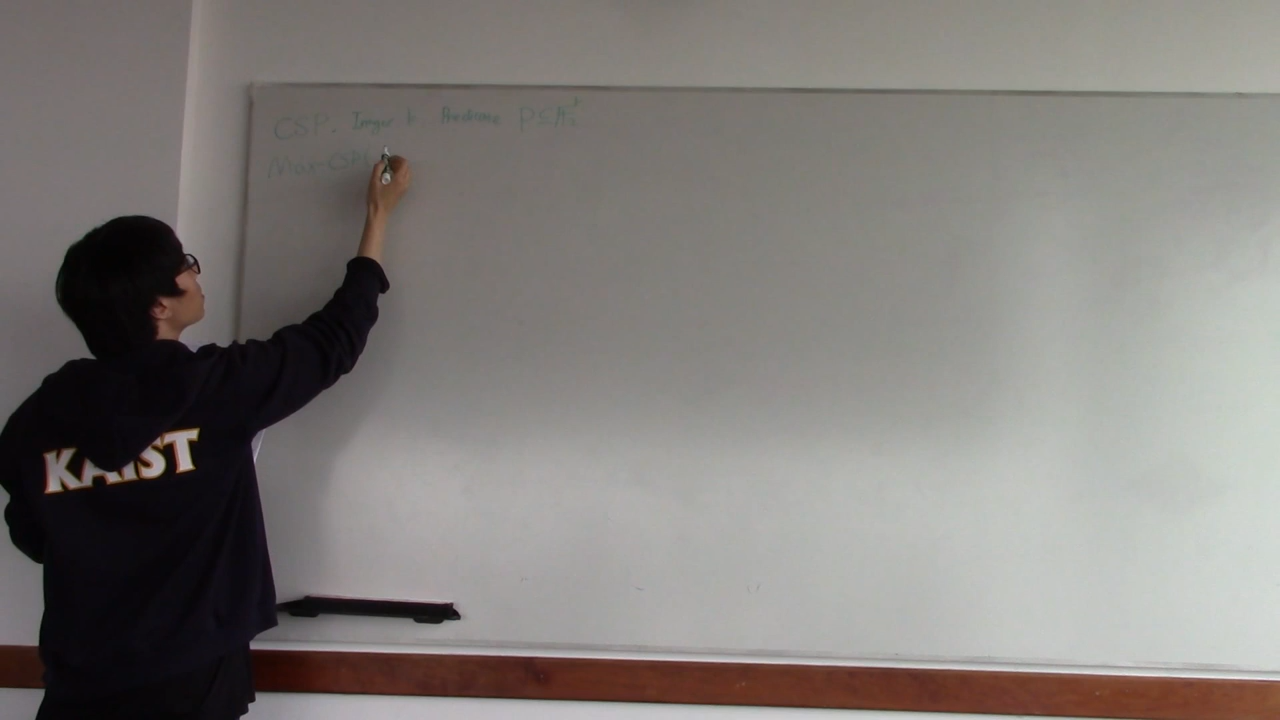 CSP. Integer k Predicate P ⊆ F₂ᵏ
Max-CSP(
KAIST